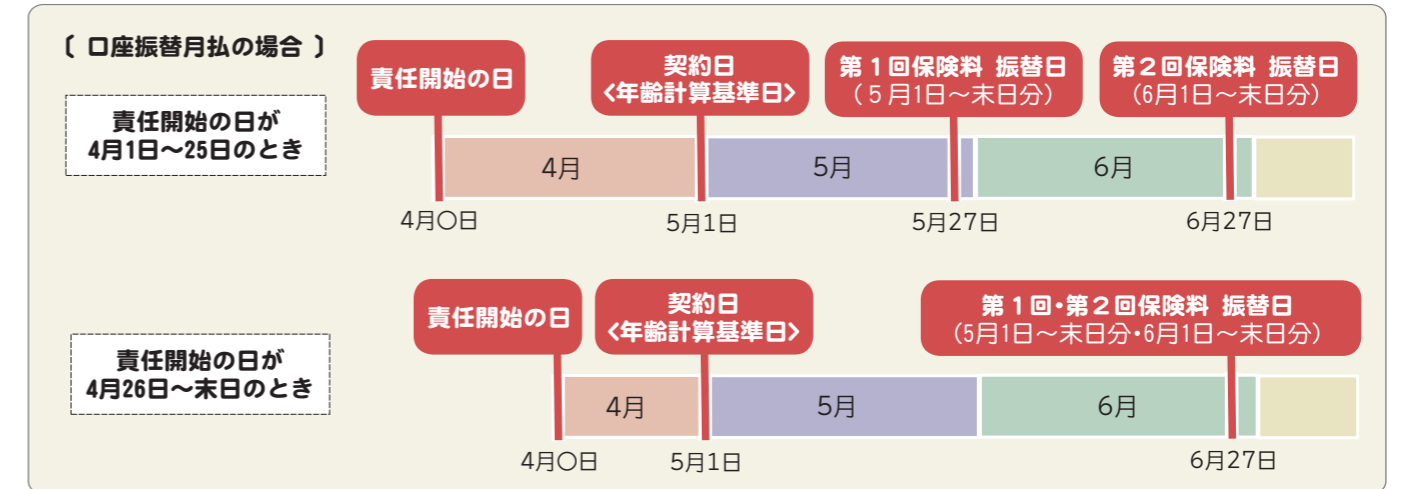 〔 口座振替月払の場合 〕
責任開始の日が
4月1日～25日のとき
責任開始の日
契約日
<年齢計算基準日>
第1回保険料 振替日
(5月1日～末日分)
第2回保険料 振替日
(6月1日～末日分)
4月
5月
6月
4月〇日
5月1日
5月27日
6月27日
責任開始の日が
4月26日～末日のとき
責任開始の日
契約日
<年齢計算基準日>
第1回・第2回保険料 振替日
(5月1日～末日分・6月1日～末日分)
4月
5月
6月
4月〇日
5月1日
6月27日